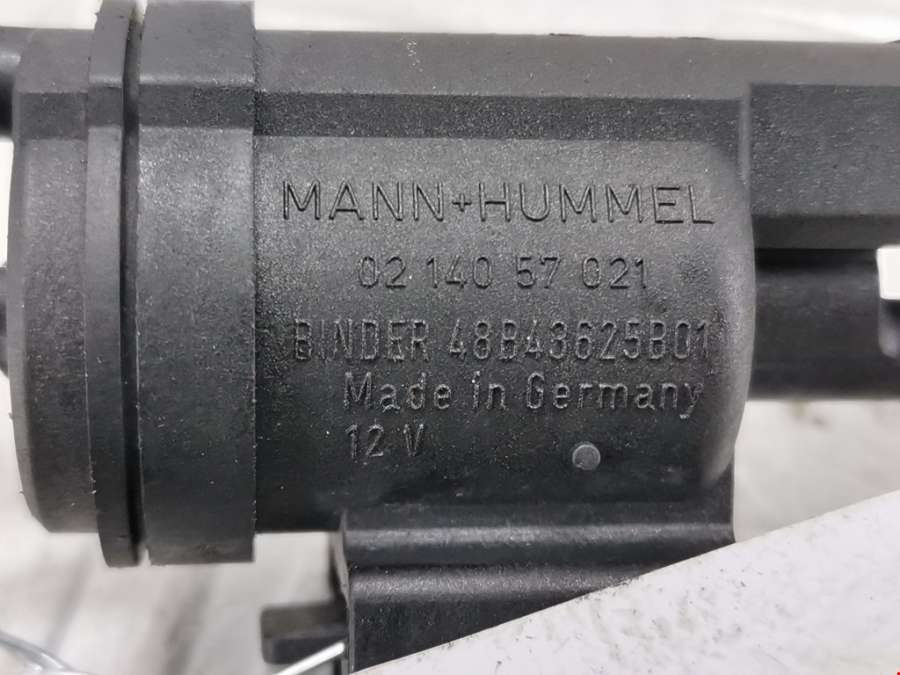 MANN+HUMMEL
02 140 57 021
BINDER 48B43625B01
Made in Germany
12 V